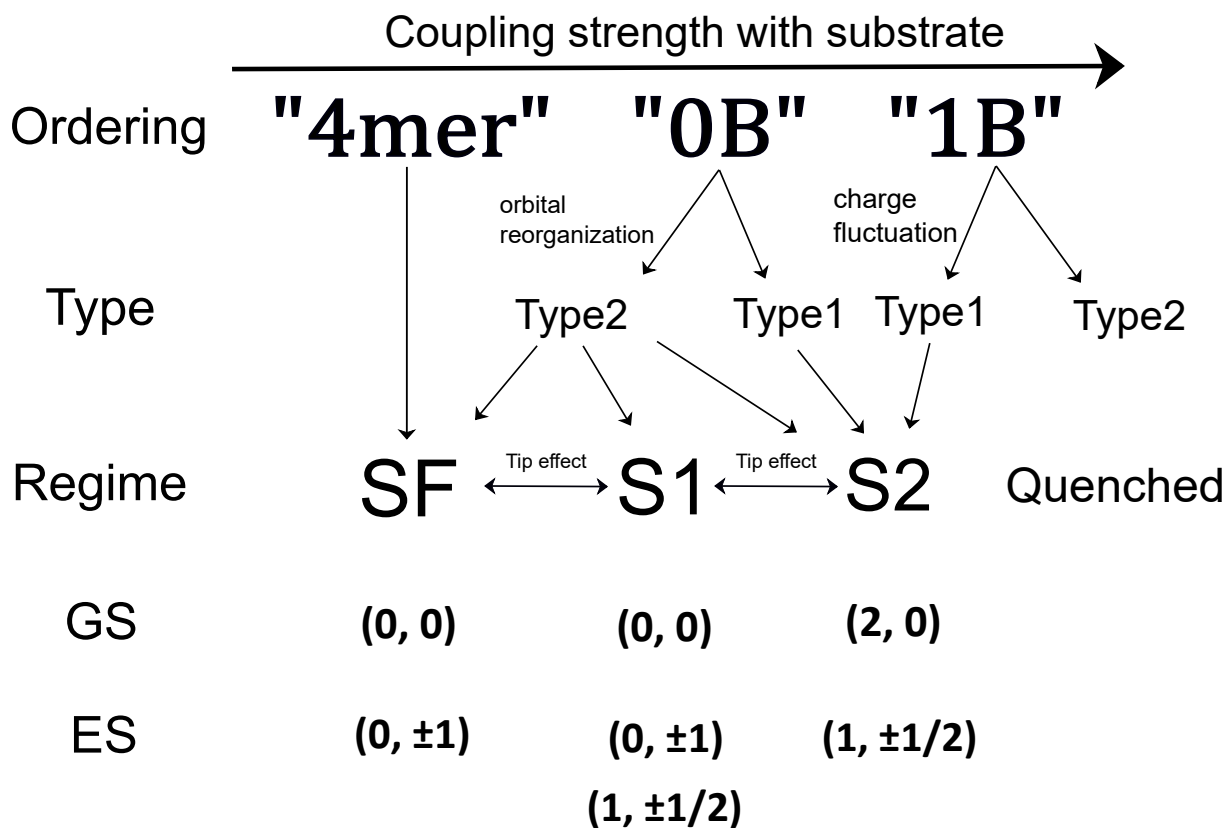 Coupling strength with substrate
Ordering "4mer" "0B" "1B"
orbital
reorganization
charge
fluctuation
Type Type2 Type1 Type1 Type2
Tip effect Tip effect
Regime SF S1 S2 Quenched
GS (0, 0) (0, 0) (2, 0)
ES (0, ±1) (0, ±1) (1, ±1/2)
(1, ±1/2)